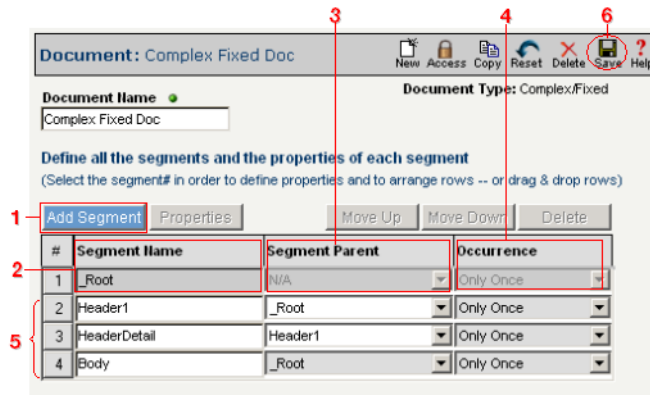 3 4 6
Document: Complex Fixed Doc New Access Copy Reset Delete Save Help
Document Name Document Type: Complex/Fixed
Complex Fixed Doc
Define all the segments and the properties of each segment
(Select the segment# in order to define properties and to arrange rows -- or drag & drop rows)
1 Add Segment Properties Move Up Move Down Delete
# Segment Name Segment Parent Occurrence
2 1 _Root N/A Only Once
2 Header1 _Root Only Once
5 3 HeaderDetail Header1 Only Once
4 Body _Root Only Once